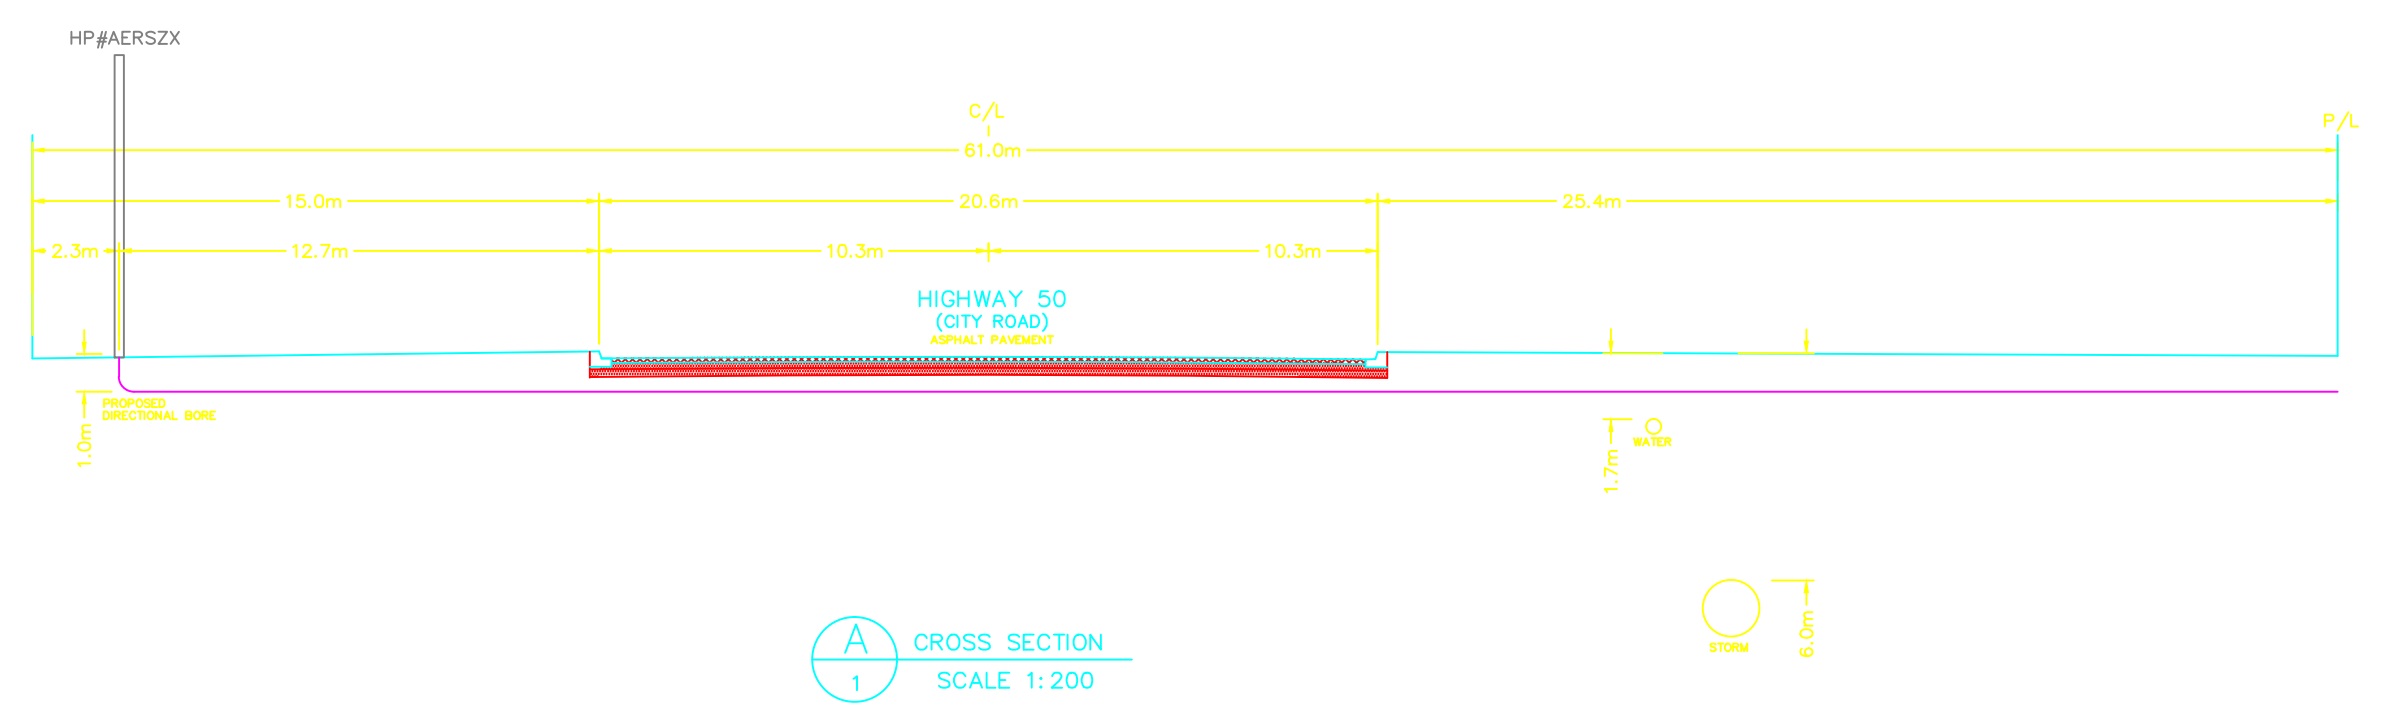 HP#AERSZX
C/L
P/L
61.0m
15.0m
20.6m
25.4m
2.3m
12.7m
10.3m
10.3m
HIGHWAY 50
(CITY ROAD)
ASPHALT PAVEMENT
PROPOSED
DIRECTIONAL BORE
1.0m
WATER
1.7m
STORM
6.0m
A
1
CROSS SECTION
SCALE 1:200